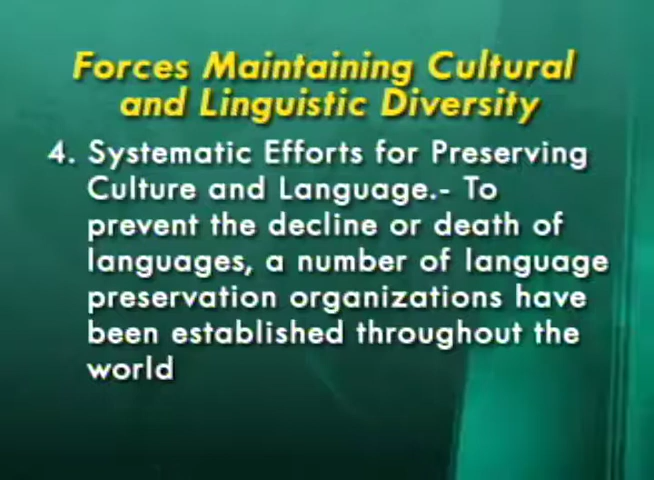 Forces Maintaining Cultural
and Linguistic Diversity
4. Systematic Efforts for Preserving
Culture and Language.- To
prevent the decline or death of
languages, a number of language
preservation organizations have
been established throughout the
world